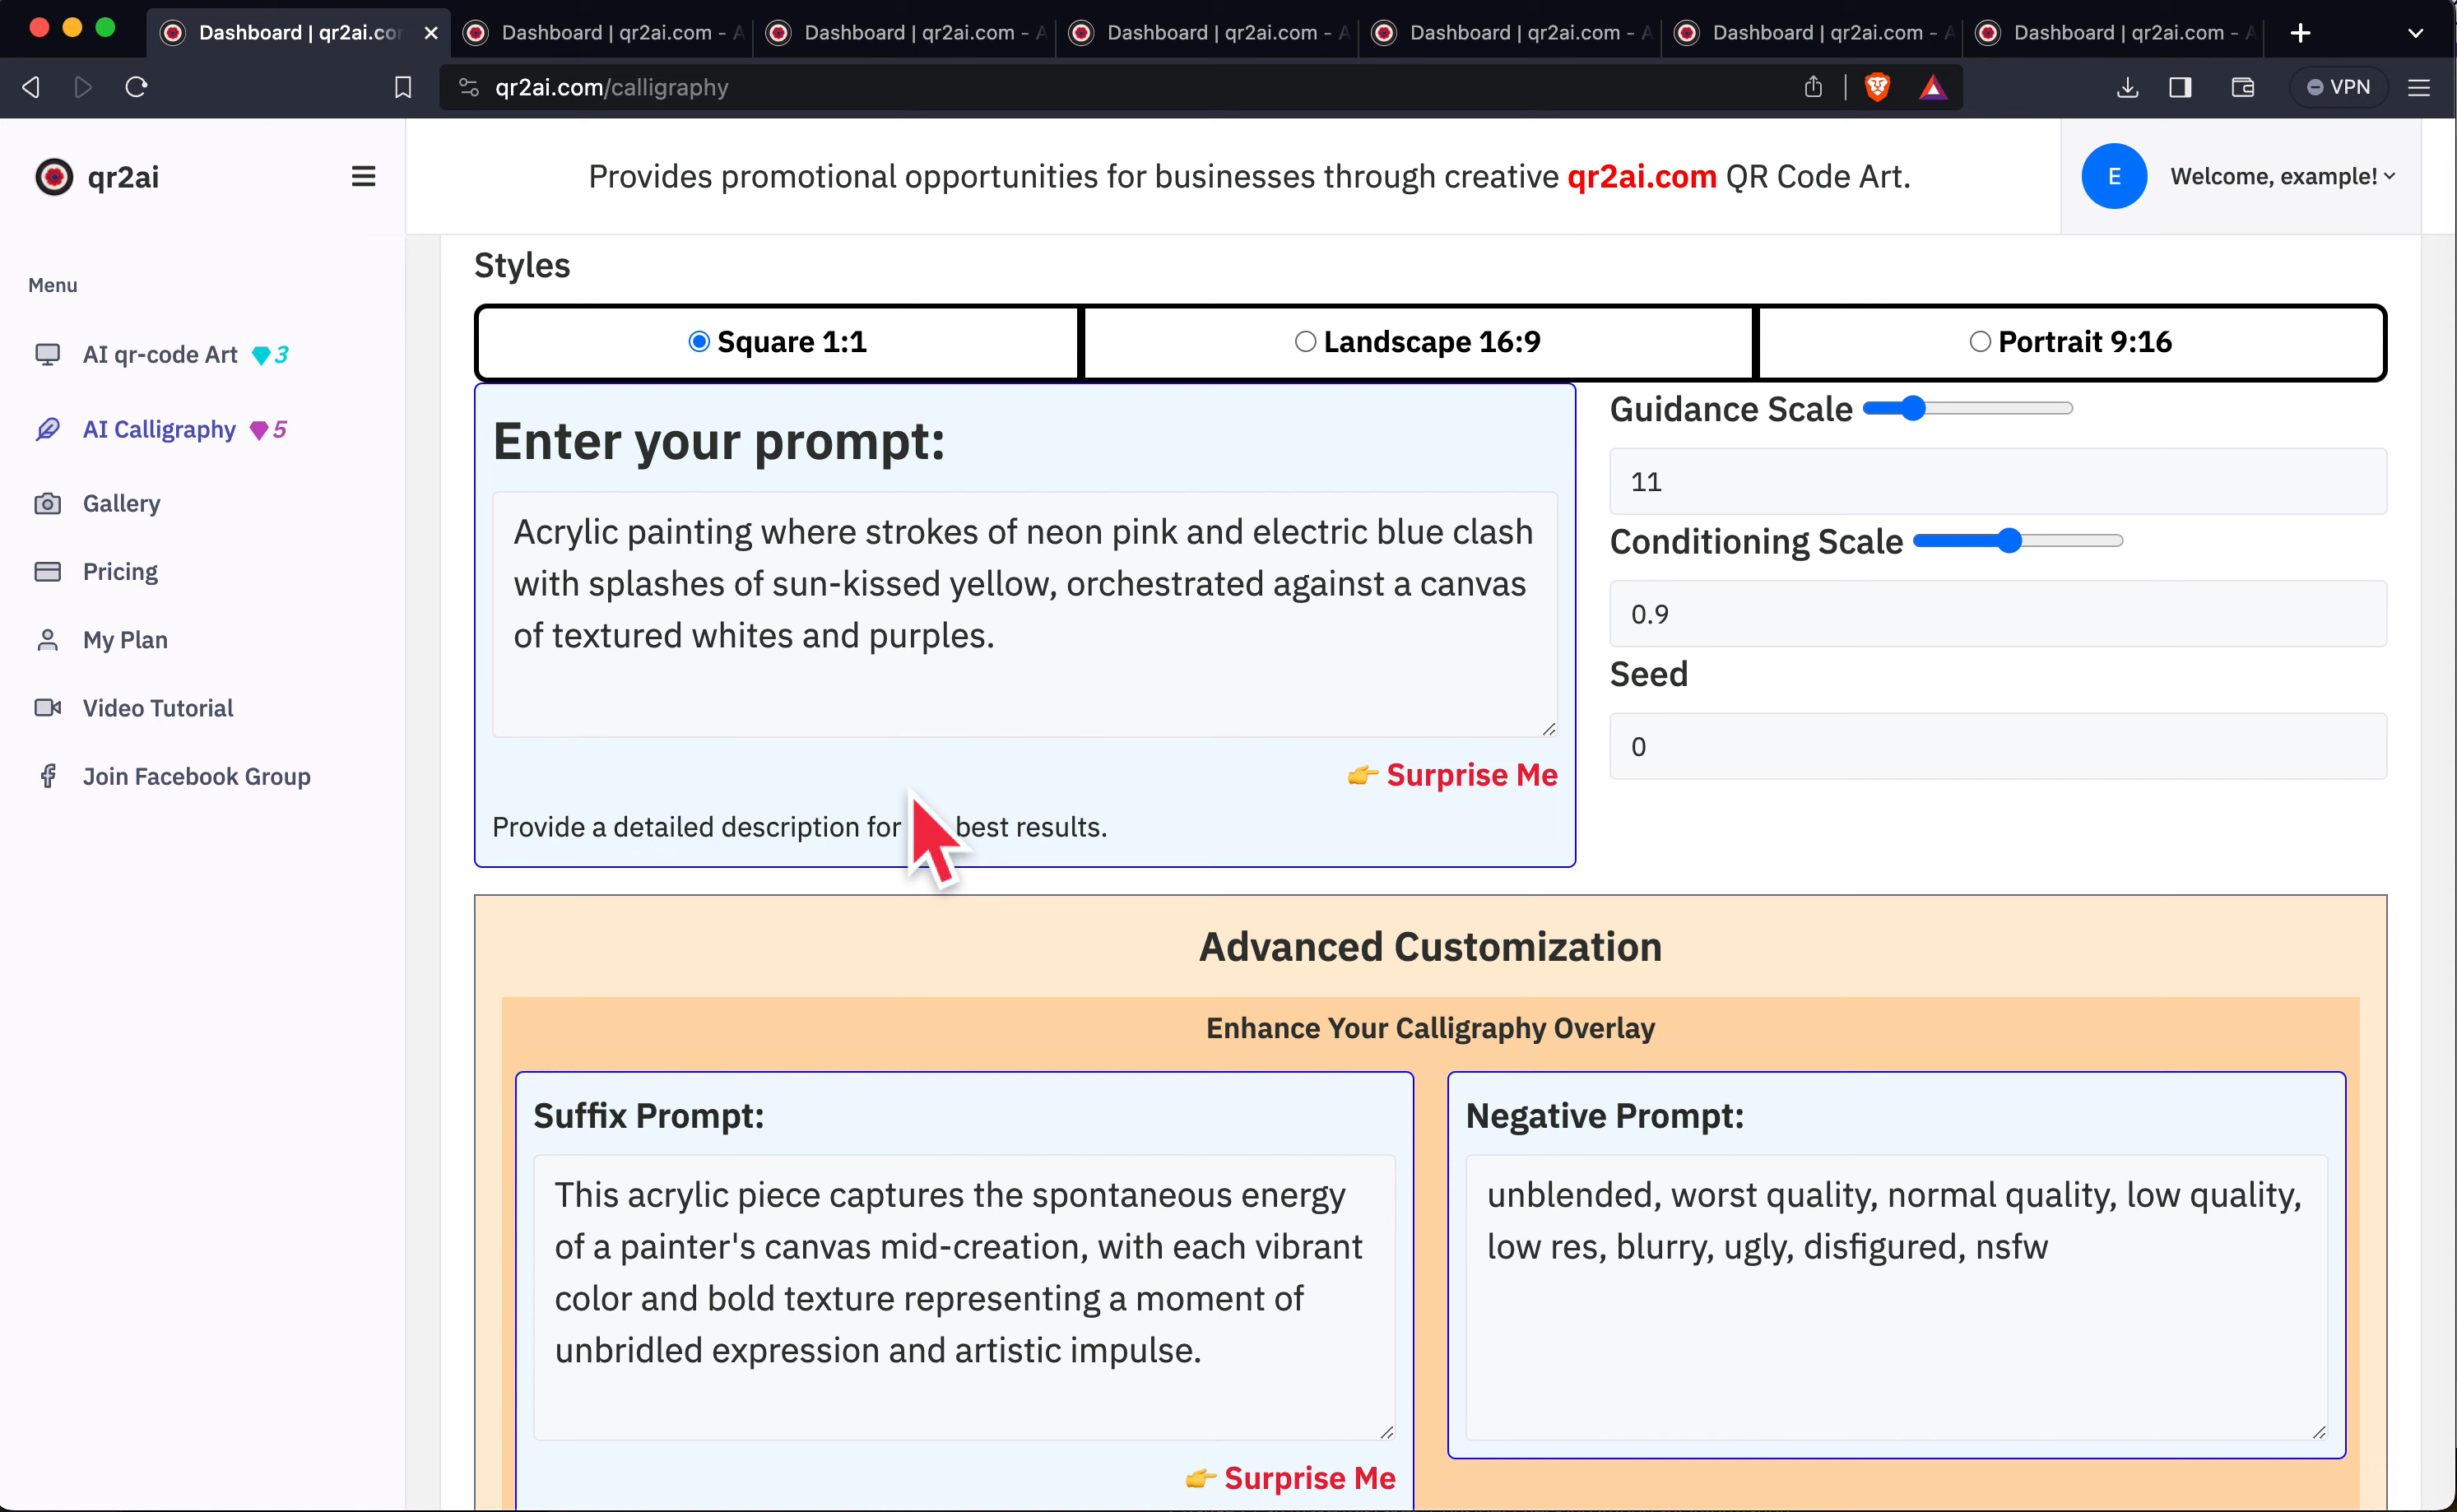 Dashboard | qr2ai.co
Dashboard | qr2ai.com -
Dashboard | qr2ai.com -
Dashboard | qr2ai.com -
Dashboard | qr2ai.com -
Dashboard | qr2ai.com -
Dashboard | qr2ai.com -
qr2ai.com/calligraphy
VPN
qr2ai
Provides promotional opportunities for businesses through creative qr2ai.com QR Code Art.
E
Welcome, example!
Menu
AI qr-code Art 3
AI Calligraphy 5
Gallery
Pricing
My Plan
Video Tutorial
Join Facebook Group
Styles
Square 1:1
Landscape 16:9
Portrait 9:16
Enter your prompt:
Acrylic painting where strokes of neon pink and electric blue clash
with splashes of sun-kissed yellow, orchestrated against a canvas
of textured whites and purples.
👉 Surprise Me
Provide a detailed description for best results.
Guidance Scale
11
Conditioning Scale
0.9
Seed
0
Advanced Customization
Enhance Your Calligraphy Overlay
Suffix Prompt:
This acrylic piece captures the spontaneous energy
of a painter's canvas mid-creation, with each vibrant
color and bold texture representing a moment of
unbridled expression and artistic impulse.
👉 Surprise Me
Negative Prompt:
unblended, worst quality, normal quality, low quality,
low res, blurry, ugly, disfigured, nsfw